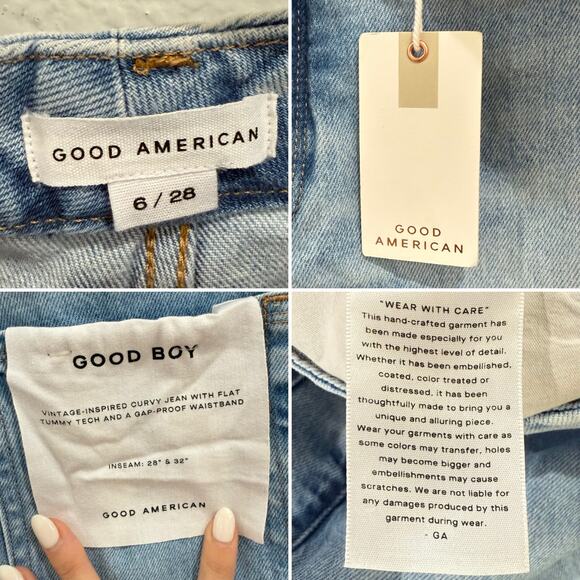 GOOD AMERICAN
6 / 28
GOOD
AMERICAN
GOOD BOY
VINTAGE-INSPIRED CURVY JEAN WITH FLAT
TUMMY TECH AND A GAP-PROOF WAISTBAND
INSEAM: 28" & 32"
GOOD AMERICAN
"WEAR WITH CARE"
This hand-crafted garment has
been made especially for you
with the highest level of detail.
Whether it has been embellished,
coated, color treated or
distressed, it has been
thoughtfully made to bring you a
unique and alluring piece.
Wear your garments with care as
some colors may transfer, holes
may become bigger and
embellishments may cause
scratches. We are not liable for
any damages produced by this
garment during wear.
- GA